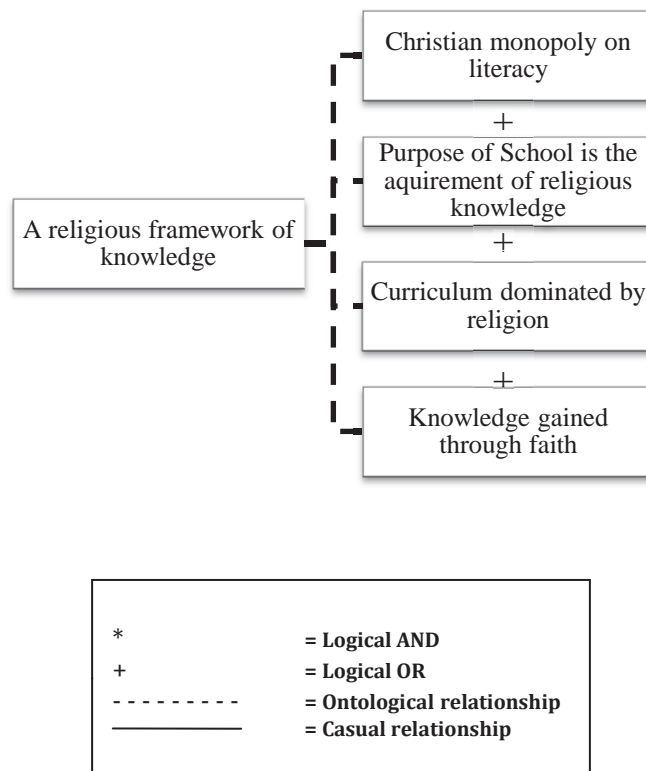 Christian monopoly on
literacy
+
Purpose of School is the
aquirement of religious
knowledge
+
A religious framework of
knowledge
Curriculum dominated by
religion
+
Knowledge gained
through faith
* = Logical AND
+ = Logical OR
- - - - - - - - - = Ontological relationship
= Casual relationship